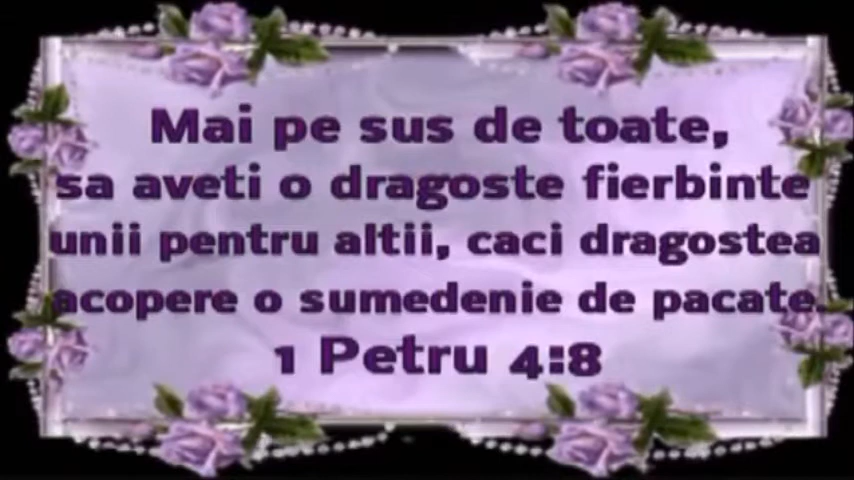 Mai pe sus de toate,
sa aveti o dragoste fierbinte
unii pentru altii, caci dragostea
acopere o sumedenie de pacate.
1 Petru 4:8